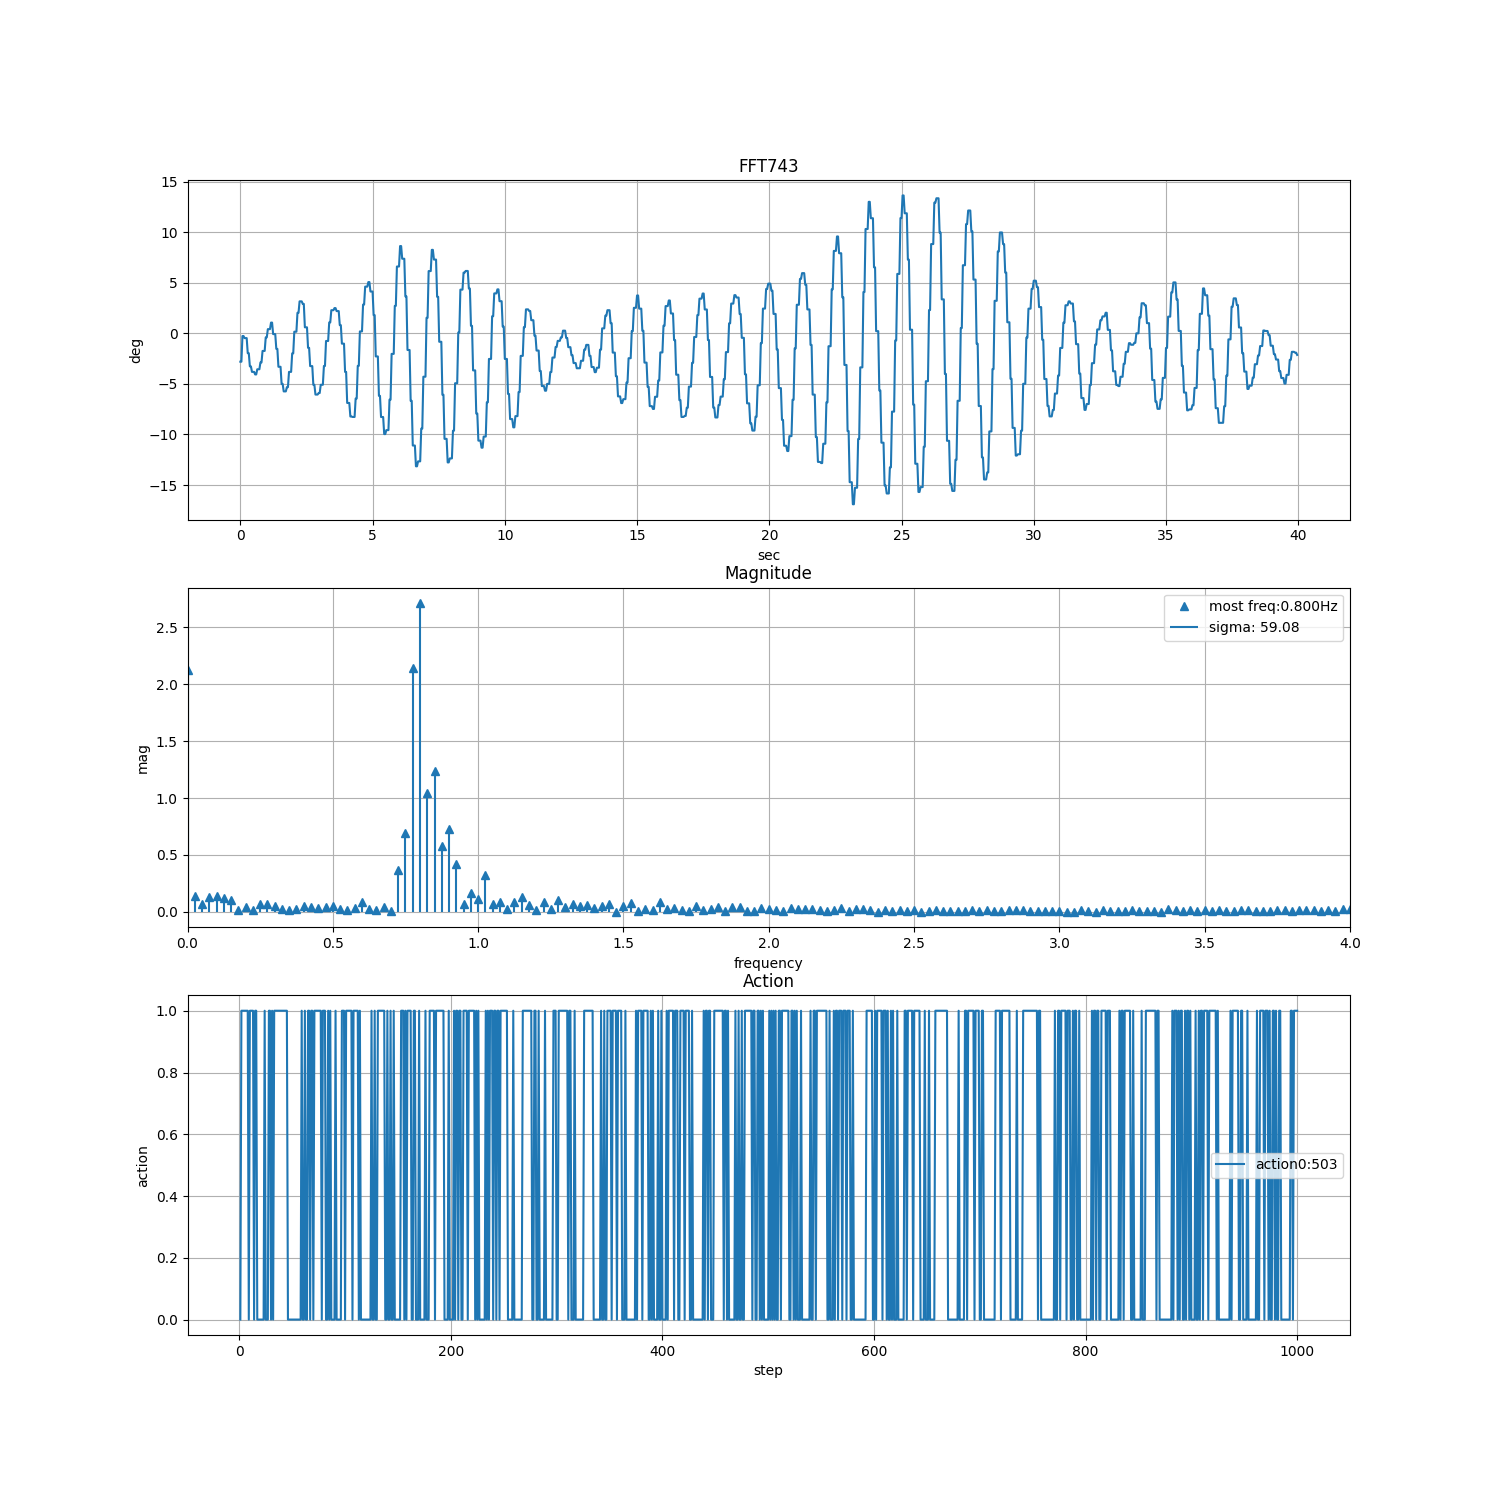 FFT743
15
10
5
0
−5
−10
−15
deg
0 5 10 15 20 25 30 35 40
sec
Magnitude
most freq:0.800Hz
sigma: 59.08
2.5
2.0
1.5
1.0
0.5
0.0
mag
0.0 0.5 1.0 1.5 2.0 2.5 3.0 3.5 4.0
frequency
Action
1.0
0.8
0.6
0.4
0.2
0.0
action
action0:503
0 200 400 600 800 1000
step